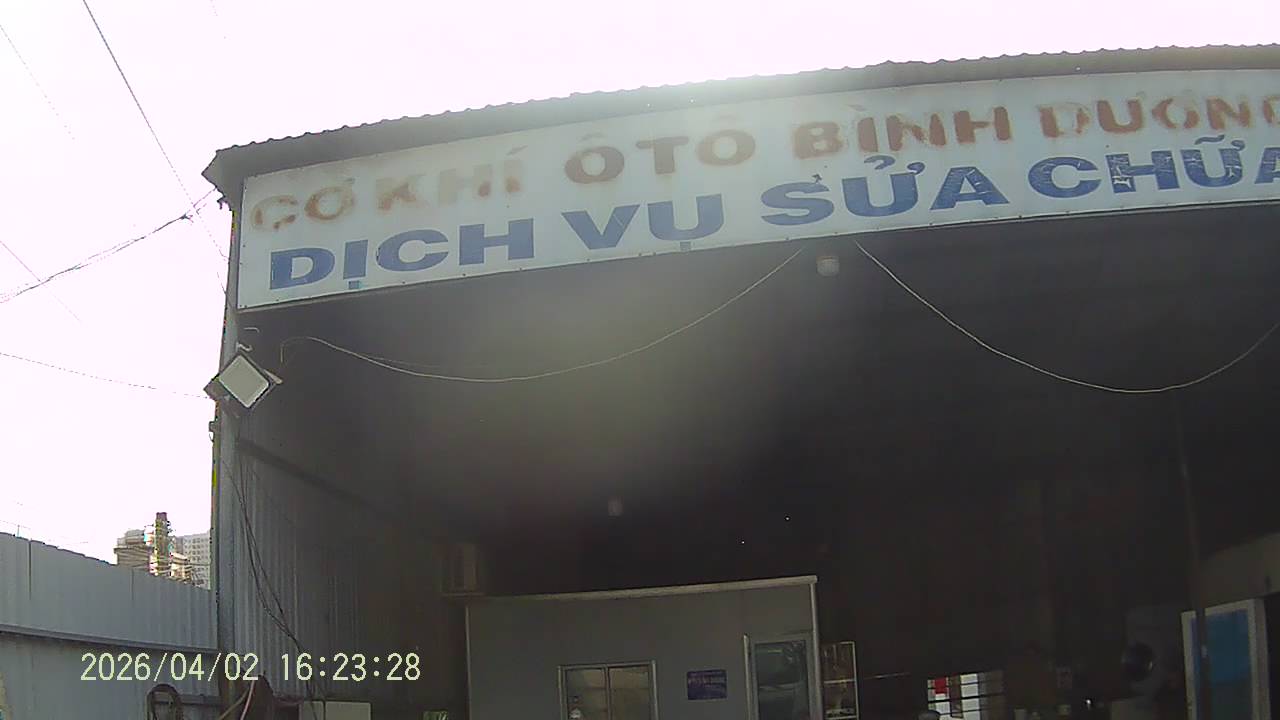 CƠ KHÍ ÔTÔ BÌNH DƯƠNG
DỊCH VỤ SỬA CHỮA
2026/04/02 16:23:28